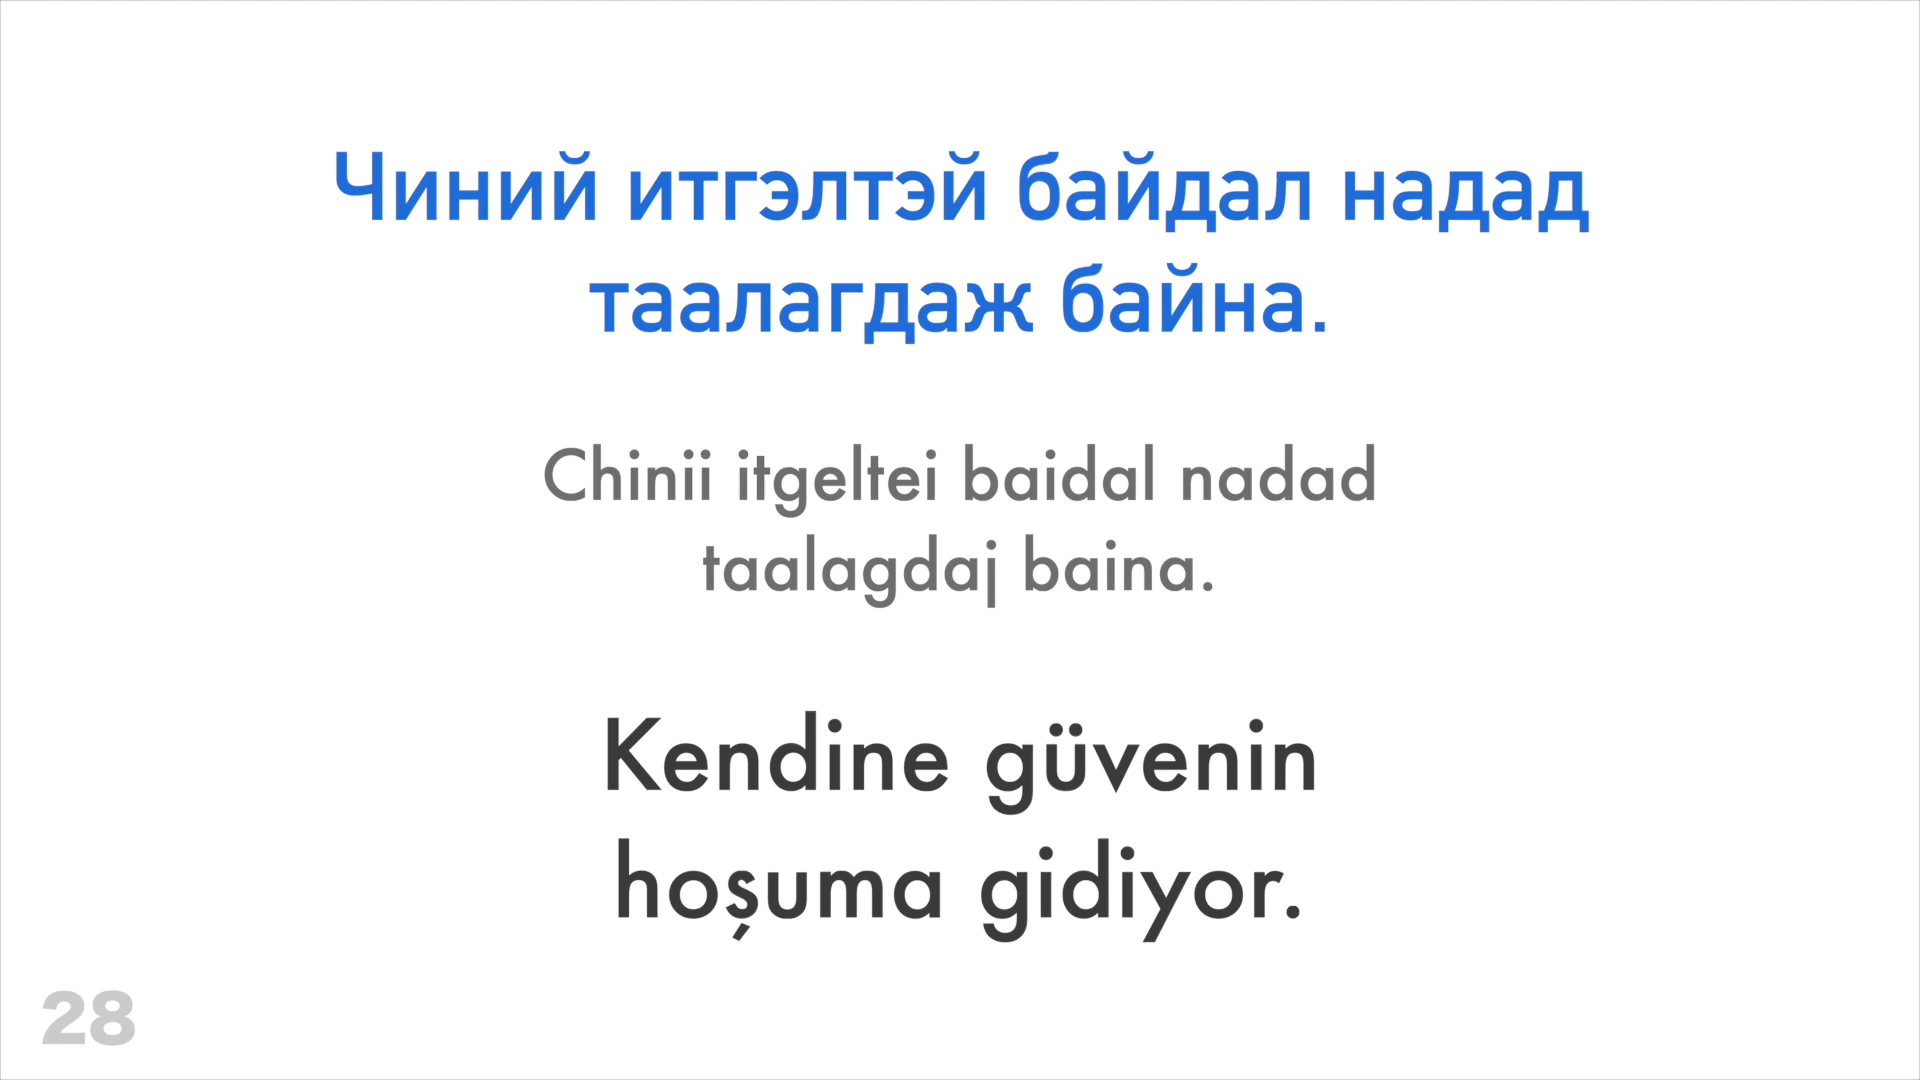 Чиний итгэлтэй байдал надад
таалагдаж байна.
Chinii itgeltei baidal nadad
taalagdaj baina.
Kendine güvenin
hoşuma gidiyor.
28